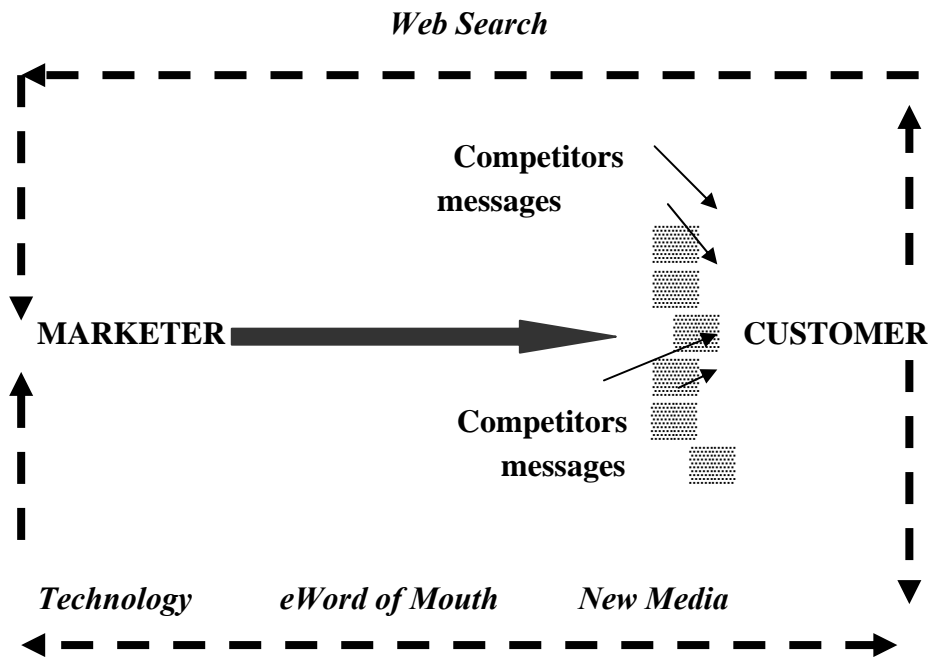 Web Search
Competitors
messages
MARKETER CUSTOMER
Competitors
messages
Technology eWord of Mouth New Media